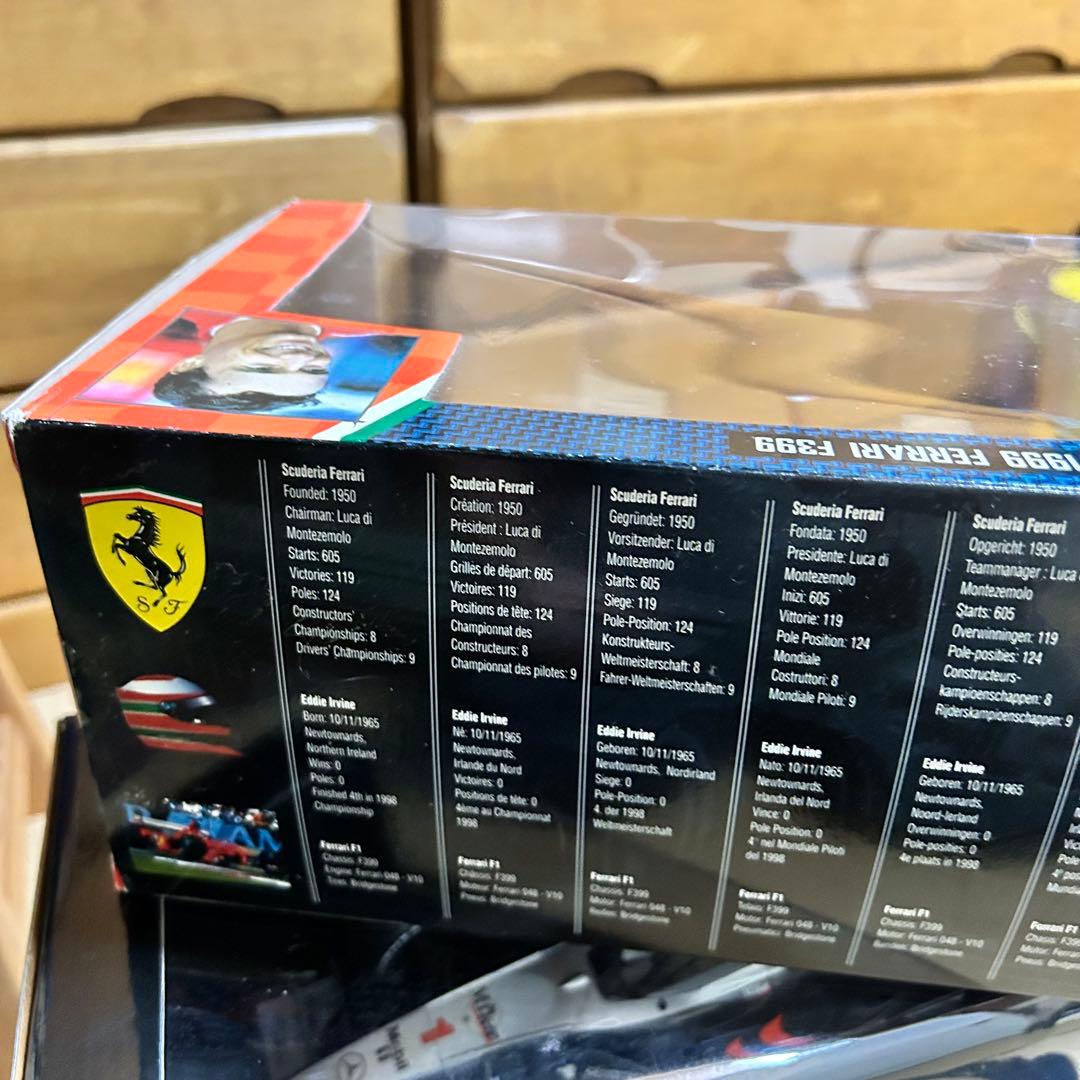 1999 FERRARI F399
S F
Scuderia Ferrari
Founded: 1950
Chairman: Luca di
Montezemolo
Starts: 605
Victories: 119
Poles: 124
Constructors'
Championships: 8
Drivers' Championships: 9
Eddie Irvine
Born: 10/11/1965
Newtownards,
Northern Ireland
Wins: 0
Poles: 0
Finished 4th in 1998
Championship
Ferrari F1
Chassis: F399
Engine: Ferrari 048 - V10
Tires: Bridgestone
Scuderia Ferrari
Création: 1950
Président : Luca di
Montezemolo
Grilles de départ: 605
Victoires: 119
Positions de tête: 124
Championnat des
Constructeurs: 8
Championnat des pilotes: 9
Eddie Irvine
Né: 10/11/1965
Newtownards,
Irlande du Nord
Victoires: 0
Positions de tête: 0
4ème au Championnat
1998
Ferrari F1
Châssis: F399
Moteur: Ferrari 048 - V10
Pneus: Bridgestone
Scuderia Ferrari
Gegründet: 1950
Vorsitzender: Luca di
Montezemolo
Starts: 605
Siege: 119
Pole-Position: 124
Konstrukteurs-
Weltmeisterschaft: 8
Fahrer-Weltmeisterschaften: 9
Eddie Irvine
Geboren: 10/11/1965
Newtownards, Nordirland
Siege: 0
Pole-Position: 0
4. der 1998
Weltmeisterschaft
Ferrari F1
Chassis: F399
Motor: Ferrari 048 - V10
Reifen: Bridgestone
Scuderia Ferrari
Fondata: 1950
Presidente: Luca di
Montezemolo
Inizi: 605
Vittorie: 119
Pole Position: 124
Mondiale
Costruttori: 8
Mondiale Piloti: 9
Eddie Irvine
Nato: 10/11/1965
Newtownards,
Irlanda del Nord
Vince: 0
Pole Position: 0
4° nel Mondiale Piloti
del 1998
Ferrari F1
F399
Motor: Ferrari 048 - V10
Pneumatici: Bridgestone
Scuderia Ferrari
Opgericht: 1950
Teammanager : Luca
Montezemolo
Starts: 605
Overwinningen: 119
Pole-posities: 124
Constructeurs-
kampioenschappen: 8
Rijderskampioenschappen: 9
Eddie Irvine
Geboren: 10/11/1965
Newtownards,
Noord-Ierland
Overwinningen: 0
Pole-posities: 0
4e plaats in 1998
Ferrari F1
Chassis: F399
Motor: Ferrari 048 - V10
Banden: Bridgestone
Ferrari F1
1
Mobil